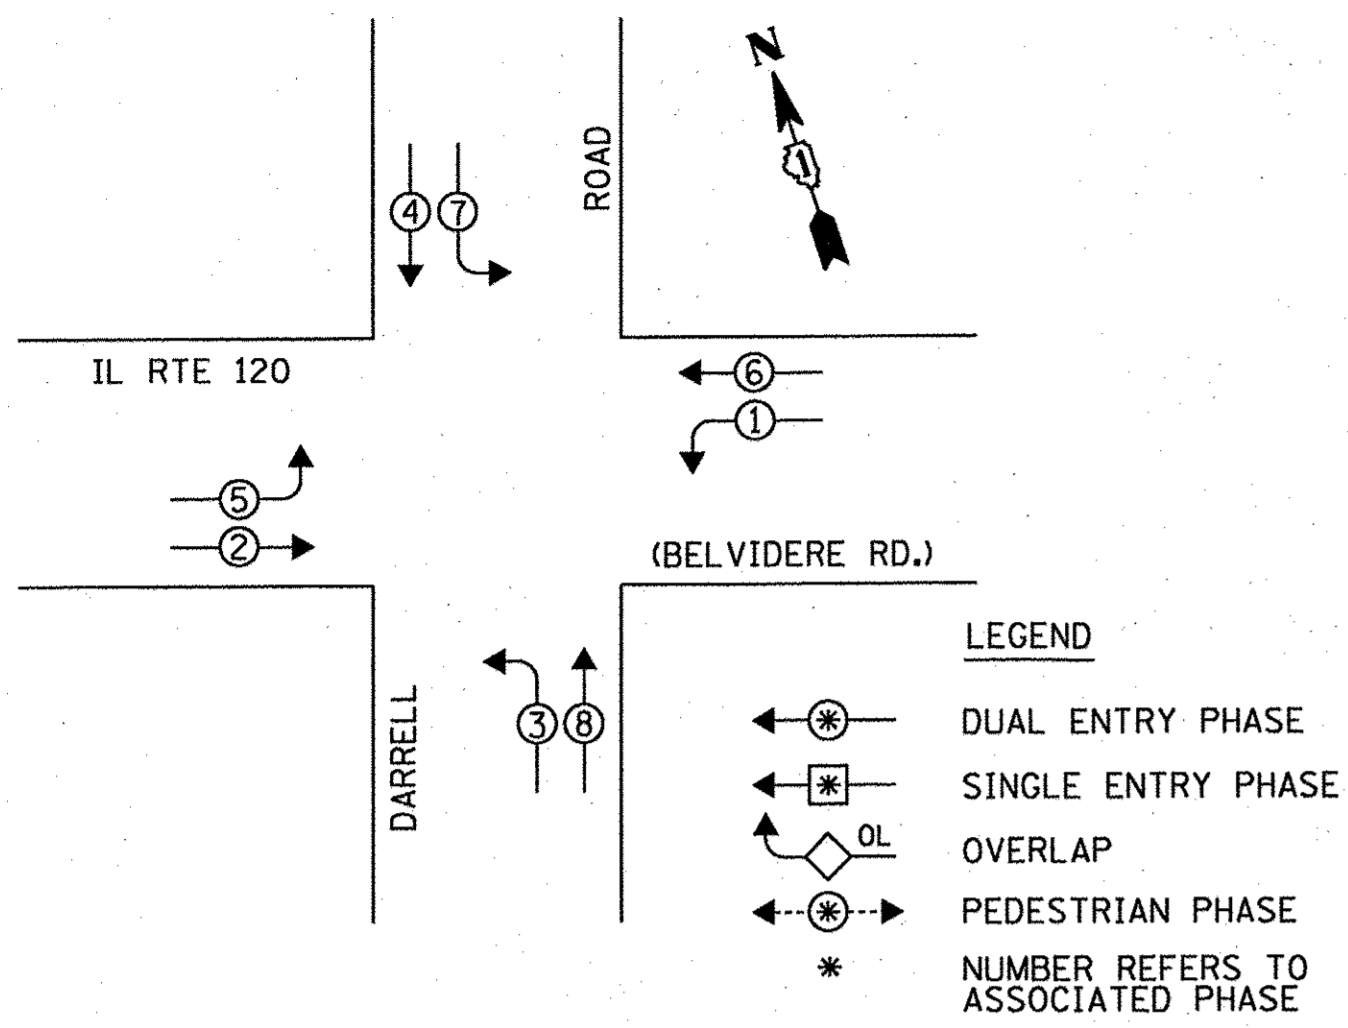 N
1
ROAD
4 7
IL RTE 120
6
1
5
2
(BELVIDERE RD.)
3 8
DARRELL
LEGEND
* DUAL ENTRY PHASE
* SINGLE ENTRY PHASE
OL OVERLAP
* PEDESTRIAN PHASE
* NUMBER REFERS TO
ASSOCIATED PHASE